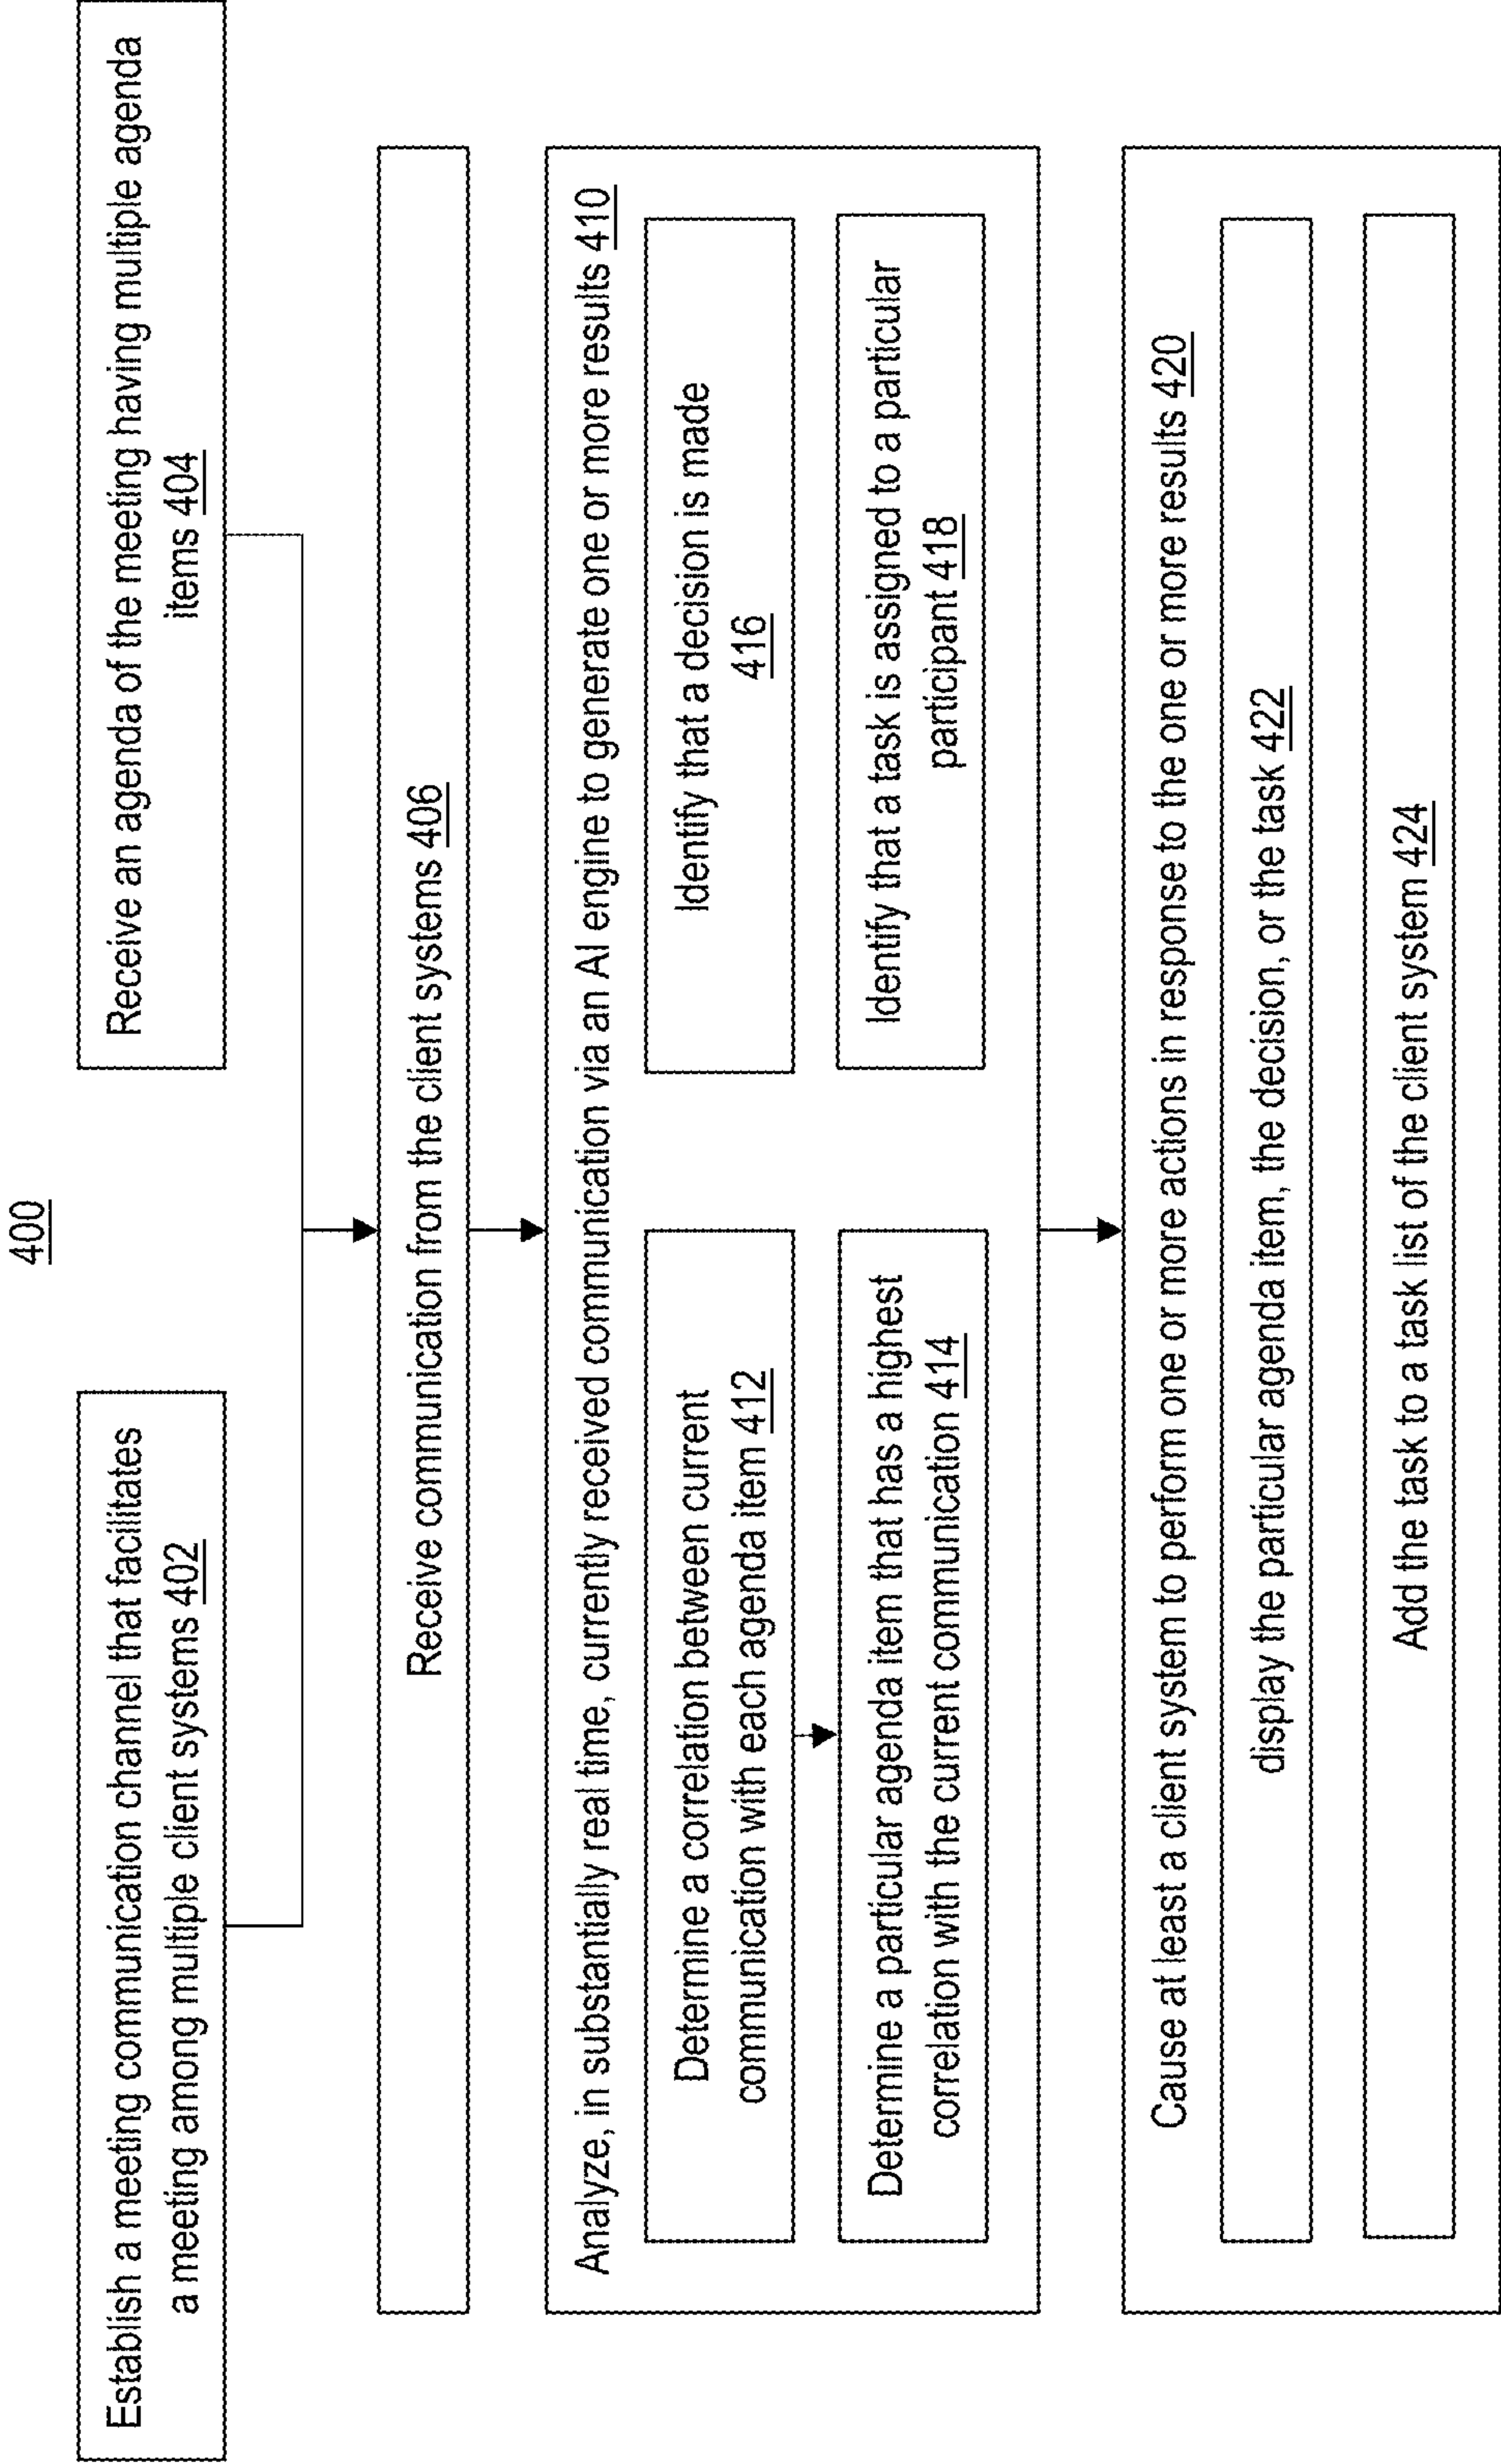 400
Establish a meeting communication channel that facilitates
a meeting among multiple client systems 402
Receive an agenda of the meeting having multiple agenda
items 404
Receive communication from the client systems 406
Analyze, in substantially real time, currently received communication via an AI engine to generate one or more results 410
Determine a correlation between current
communication with each agenda item 412
Determine a particular agenda item that has a highest
correlation with the current communication 414
Identify that a decision is made
416
Identify that a task is assigned to a particular
participant 418
Cause at least a client system to perform one or more actions in response to the one or more results 420
display the particular agenda item, the decision, or the task 422
Add the task to a task list of the client system 424